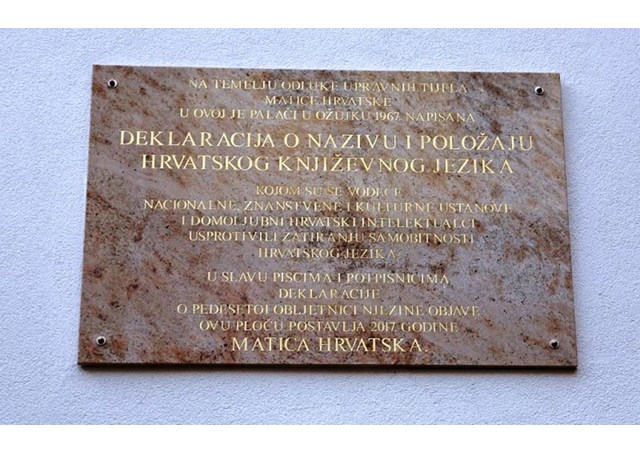 NA TEMELJU ODLUKE UPRAVNIH TIJELA
MATICE HRVATSKE
U OVOJ JE PALAČI U OŽUJKU 1967. NAPISANA
DEKLARACIJA O NAZIVU I POLOŽAJU
HRVATSKOG KNJIŽEVNOG JEZIKA
KOJOM SU SE VODEĆE
NACIONALNE, ZNANSTVENE I KULTURNE USTANOVE
I DOMOLJUBNI HRVATSKI INTELEKTUALCI
USPROTIVILI ZATIRANJU SAMOBITNOSTI
HRVATSKOG JEZIKA
U SLAVU PISCIMA I POTPISNICIMA
DEKLARACIJE
O PEDESETOJ OBLJETNICI NJEZINE OBJAVE
OVU PLOČU POSTAVLJA 2017. GODINE
MATICA HRVATSKA.